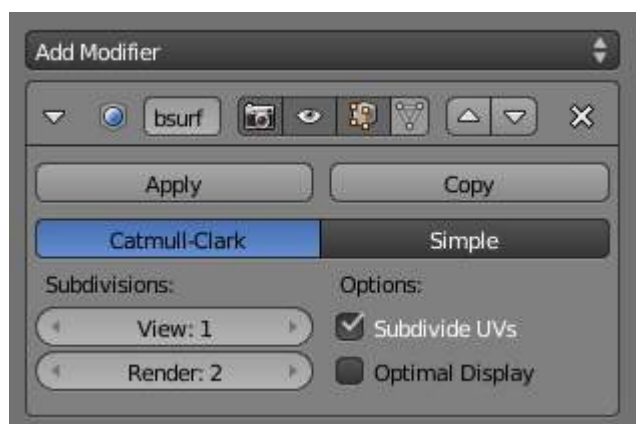 Add Modifier
bsurf
Apply Copy
Catmull-Clark Simple
Subdivisions: Options:
View: 1 Subdivide UVs
Render: 2 Optimal Display